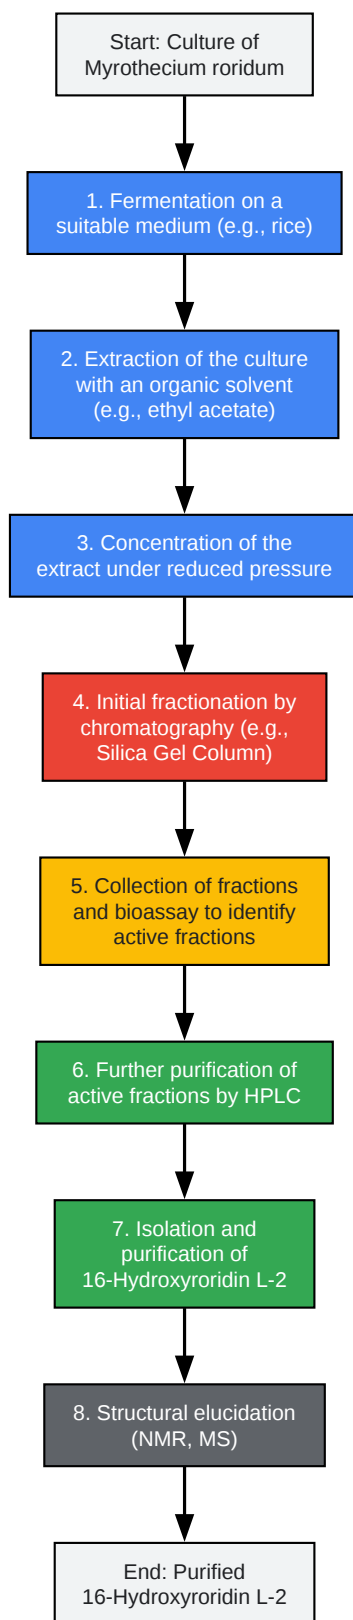 Start: Culture of
Myrothecium roridum
1. Fermentation on a
suitable medium (e.g., rice)
2. Extraction of the culture
with an organic solvent
(e.g., ethyl acetate)
3. Concentration of the
extract under reduced pressure
4. Initial fractionation by
chromatography (e.g.,
Silica Gel Column)
5. Collection of fractions
and bioassay to identify
active fractions
6. Further purification of
active fractions by HPLC
7. Isolation and
purification of
16-Hydroxyroridin L-2
8. Structural elucidation
(NMR, MS)
End: Purified
16-Hydroxyroridin L-2